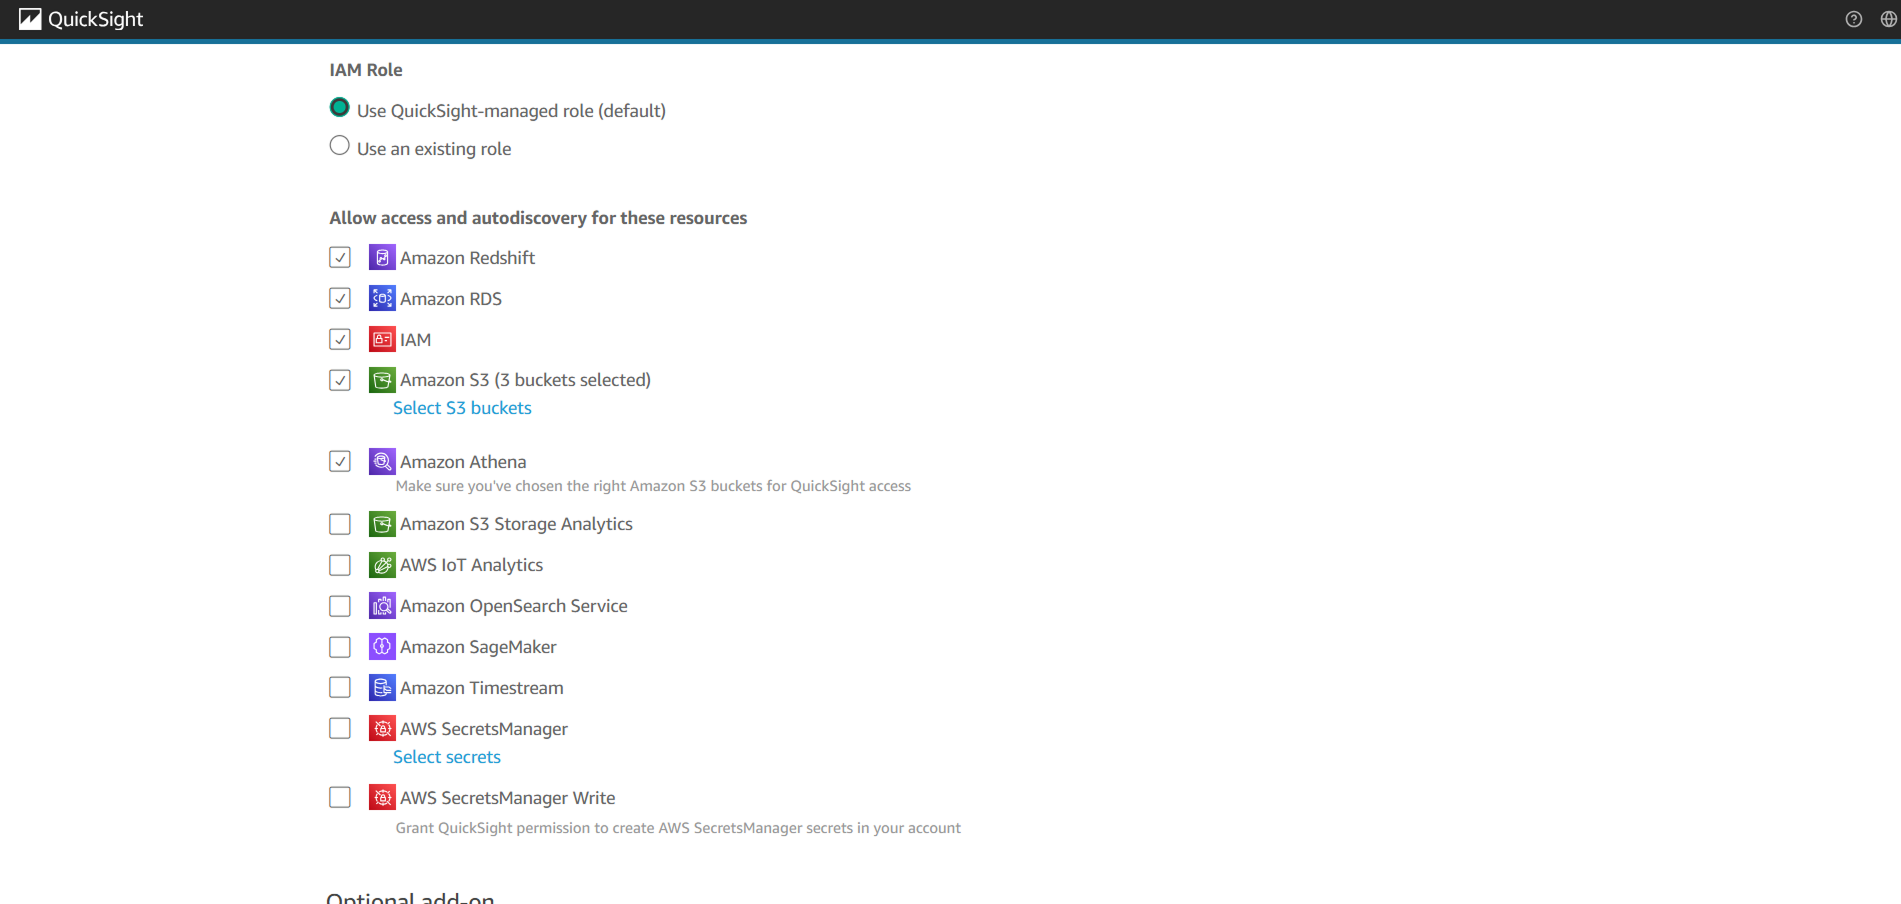 QuickSight
IAM Role
Use QuickSight-managed role (default)
Use an existing role
Allow access and autodiscovery for these resources
Amazon Redshift
Amazon RDS
IAM
Amazon S3 (3 buckets selected)
Select S3 buckets
Amazon Athena
Make sure you've chosen the right Amazon S3 buckets for QuickSight access
Amazon S3 Storage Analytics
AWS IoT Analytics
Amazon OpenSearch Service
Amazon SageMaker
Amazon Timestream
AWS SecretsManager
Select secrets
AWS SecretsManager Write
Grant QuickSight permission to create AWS SecretsManager secrets in your account
Optional add-on